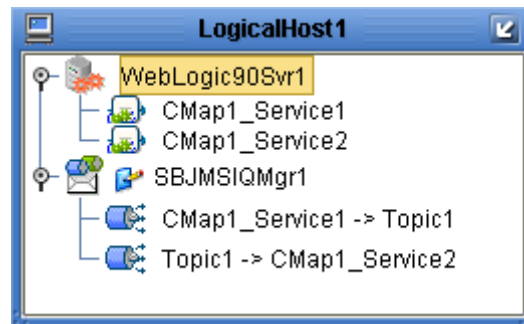 LogicalHost1
WebLogic90Svr1
CMap1_Service1
CMap1_Service2
SBJMSIQMgr1
CMap1_Service1 -> Topic1
Topic1 -> CMap1_Service2